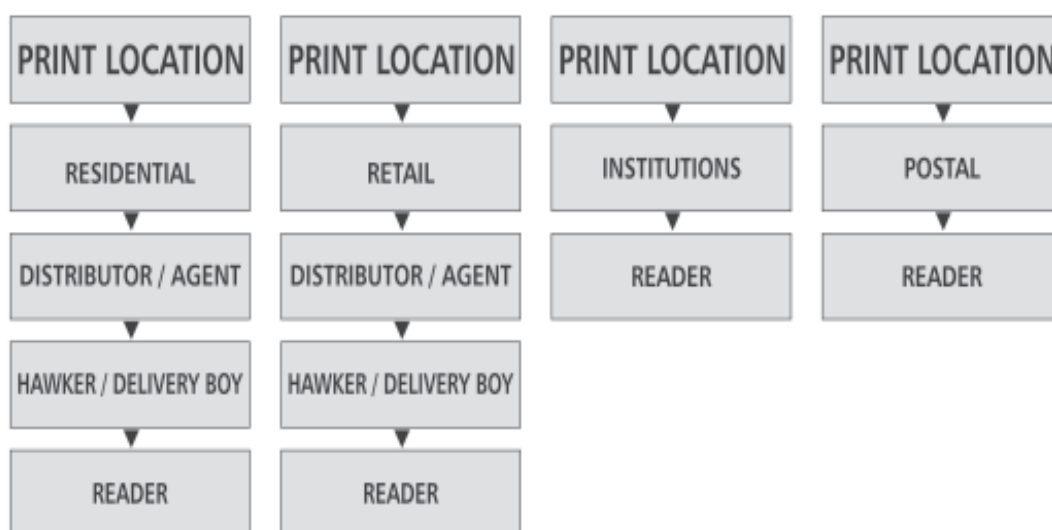 PRINT LOCATION
RESIDENTIAL
DISTRIBUTOR / AGENT
HAWKER / DELIVERY BOY
READER
PRINT LOCATION
RETAIL
DISTRIBUTOR / AGENT
HAWKER / DELIVERY BOY
READER
PRINT LOCATION
INSTITUTIONS
READER
PRINT LOCATION
POSTAL
READER